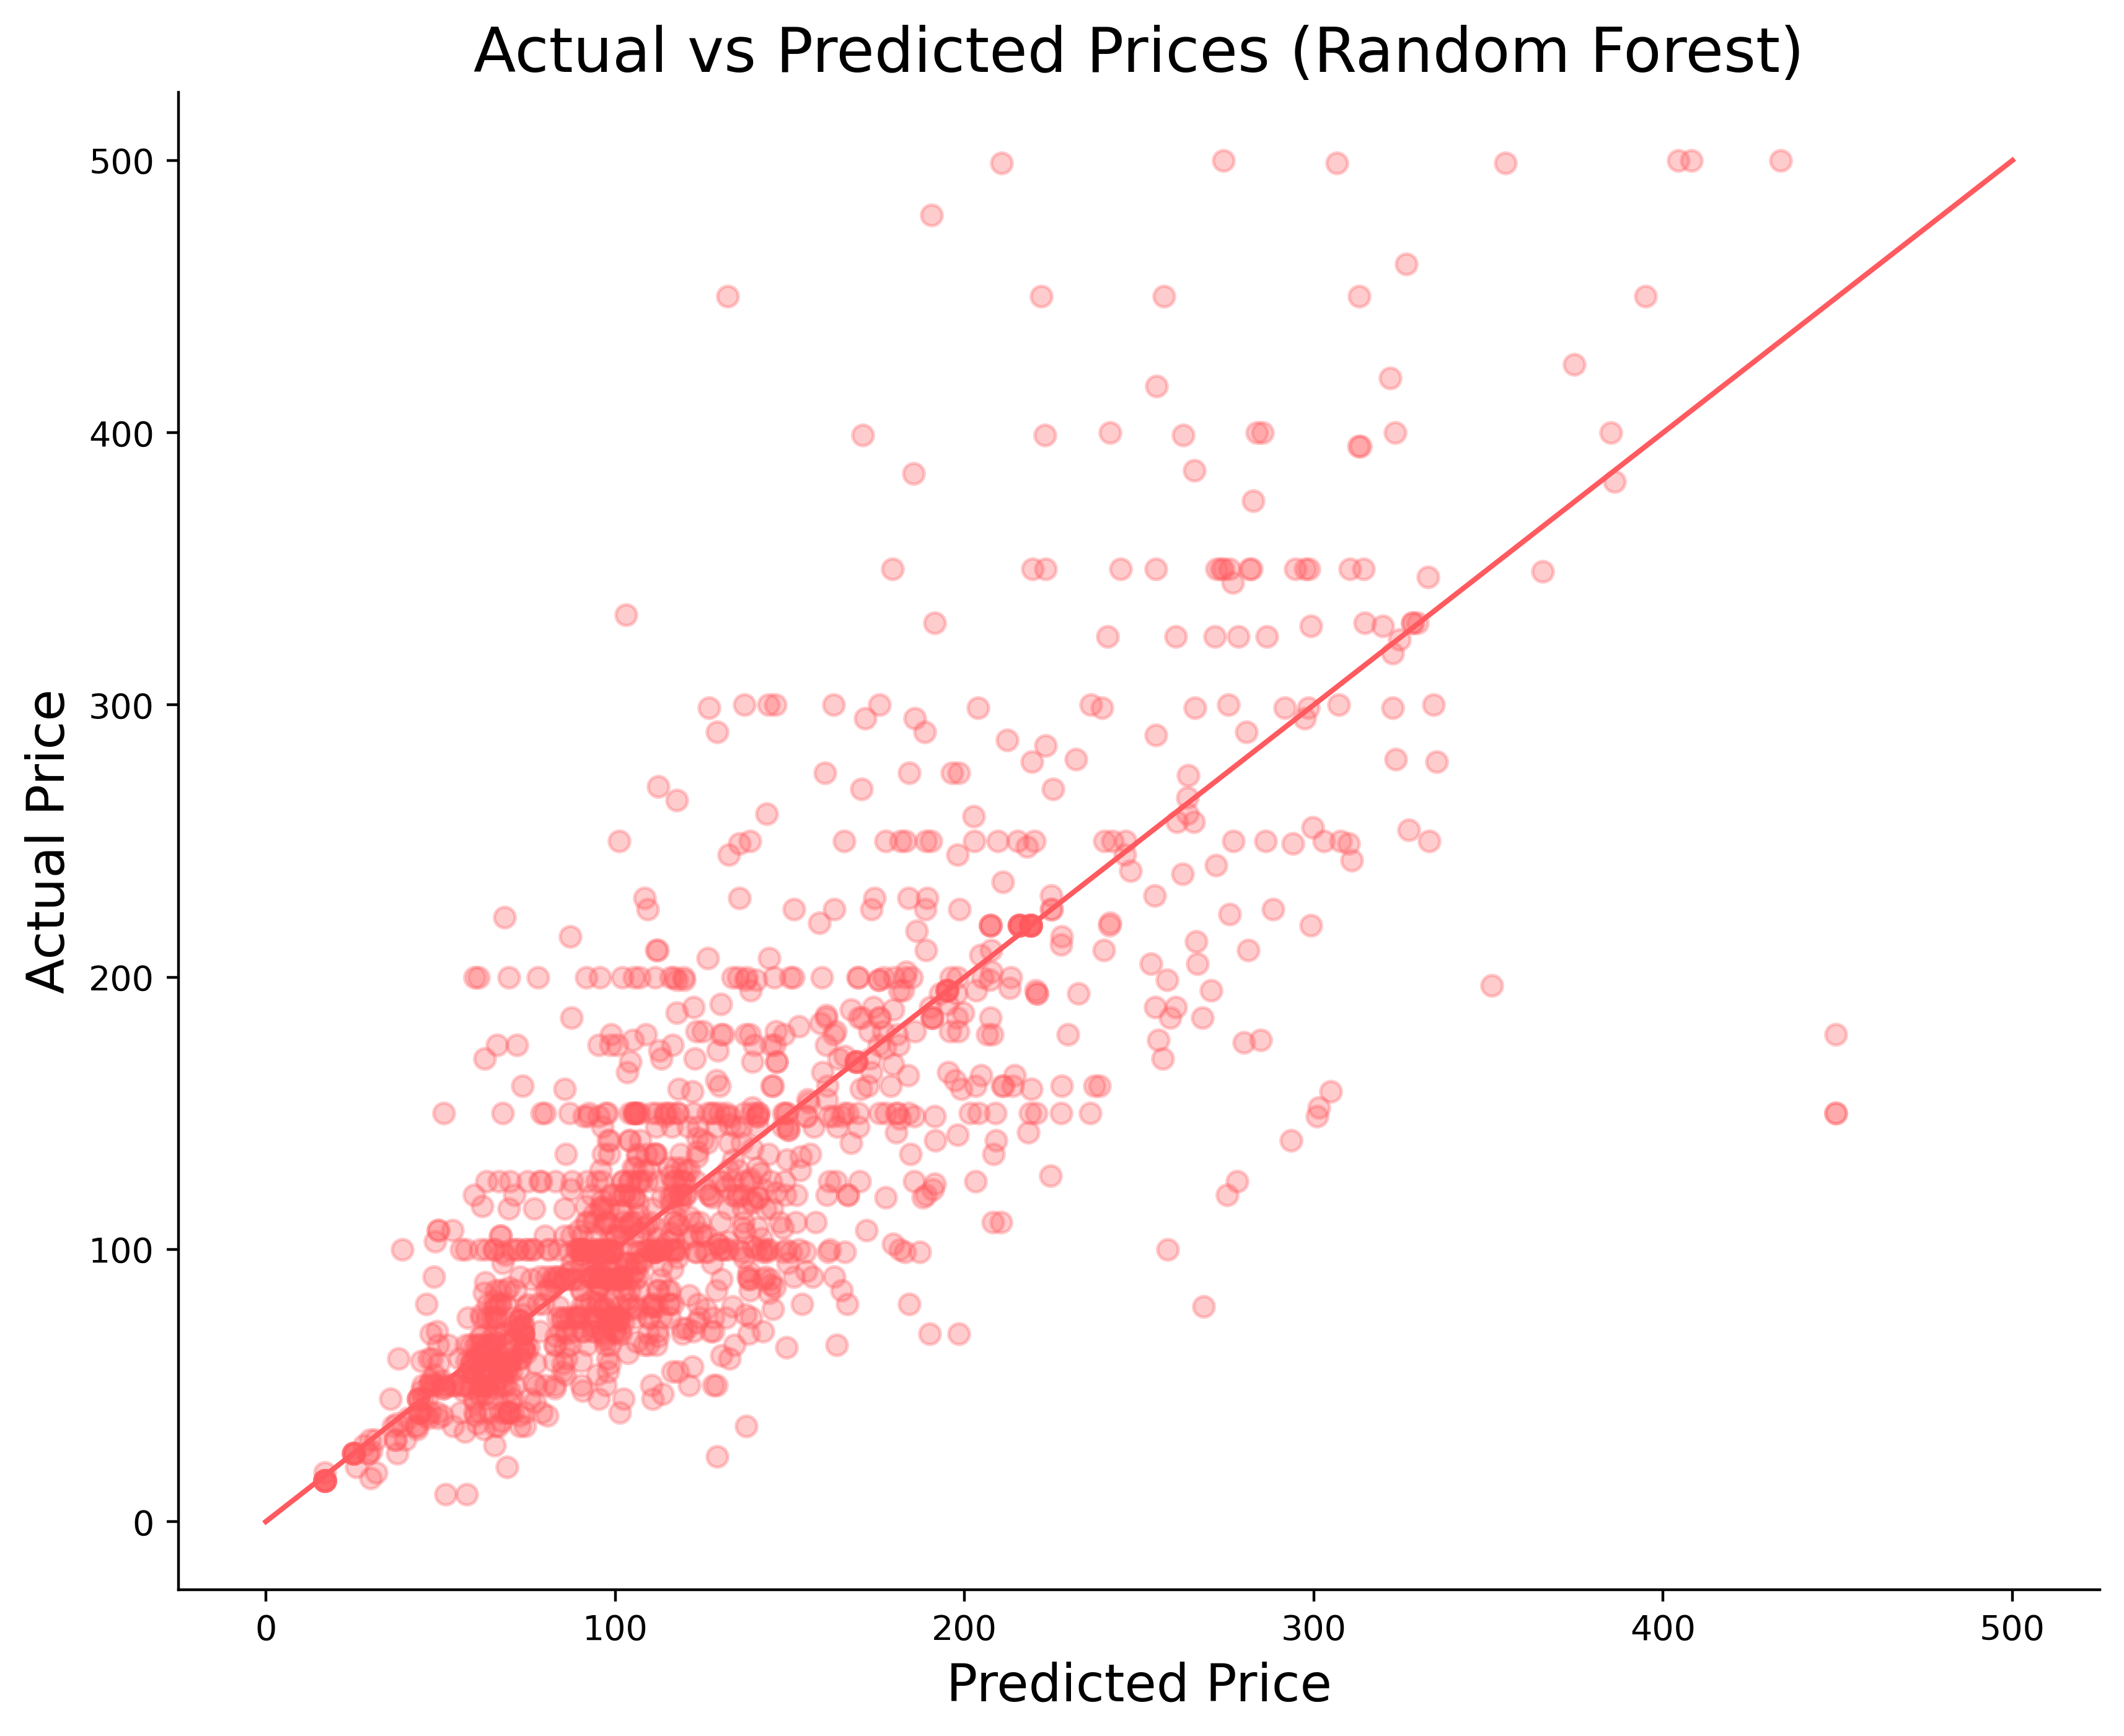 Actual vs Predicted Prices (Random Forest)
500
400
300
200
100
0
Actual Price
0 100 200 300 400 500
Predicted Price